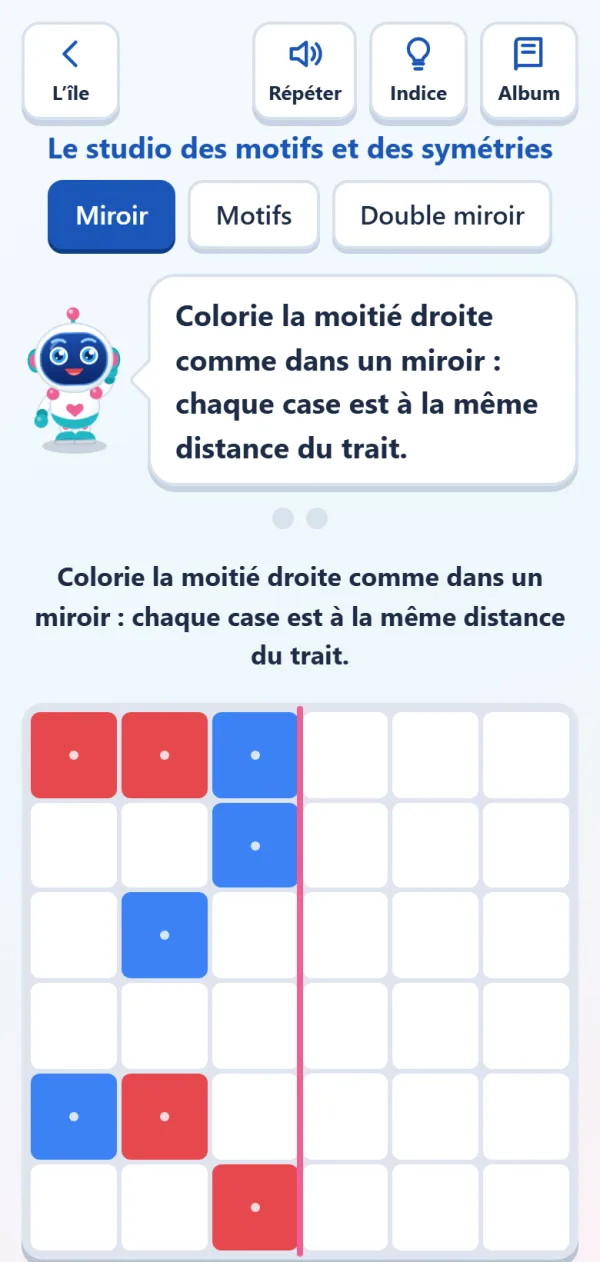 L’île
Répéter
Indice
Album
Le studio des motifs et des symétries
Miroir
Motifs
Double miroir
Colorie la moitié droite
comme dans un miroir :
chaque case est à la même
distance du trait.
Colorie la moitié droite comme dans un
miroir : chaque case est à la même distance
du trait.